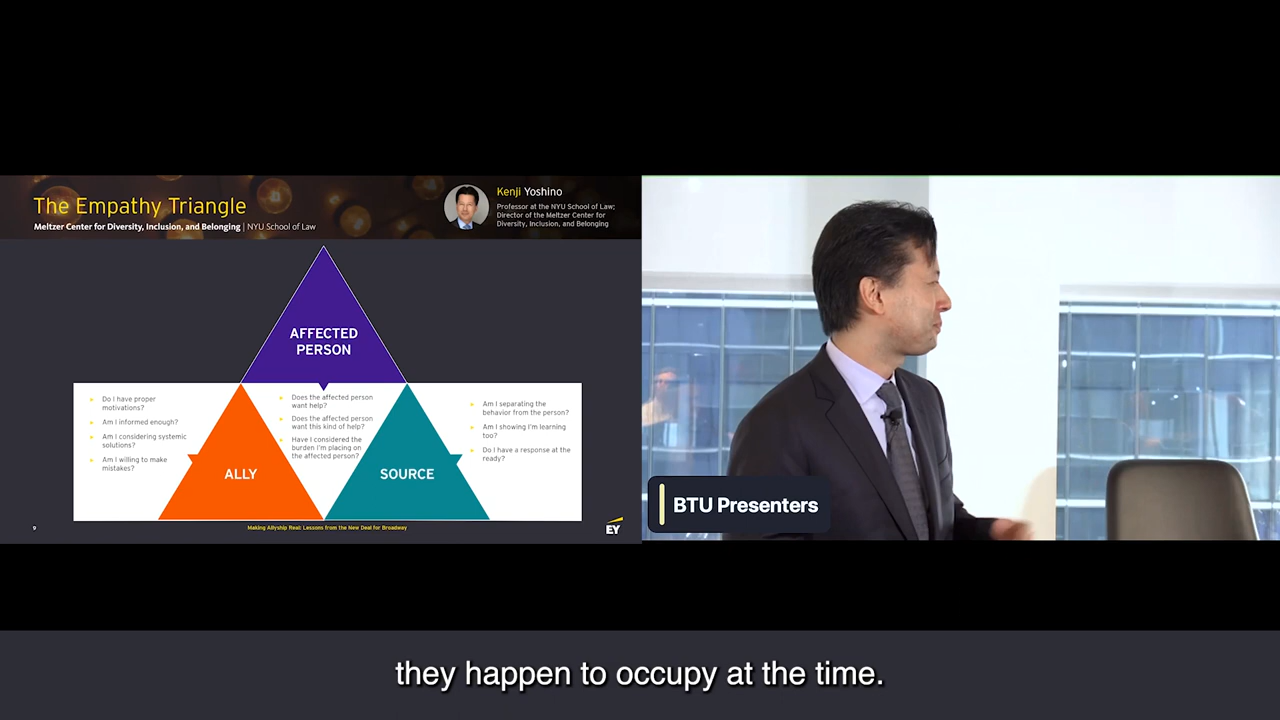 The Empathy Triangle
Meltzer Center for Diversity, Inclusion, and Belonging | NYU School of Law
Kenji Yoshino
Professor at the NYU School of Law;
Director of the Meltzer Center for
Diversity, Inclusion, and Belonging
AFFECTED
PERSON
Do I have proper
motivations?
Am I informed enough?
Am I considering systemic
solutions?
Am I willing to make
mistakes?
ALLY
Does the affected person
want help?
Does the affected person
want this kind of help?
Have I considered the
burden I'm placing on
the affected person?
SOURCE
Am I separating the
behavior from the person?
Am I showing I'm learning
too?
Do I have a response at the
ready?
9
Making Allyship Real: Lessons from the New Deal for Broadway
EY
BTU Presenters
they happen to occupy at the time.